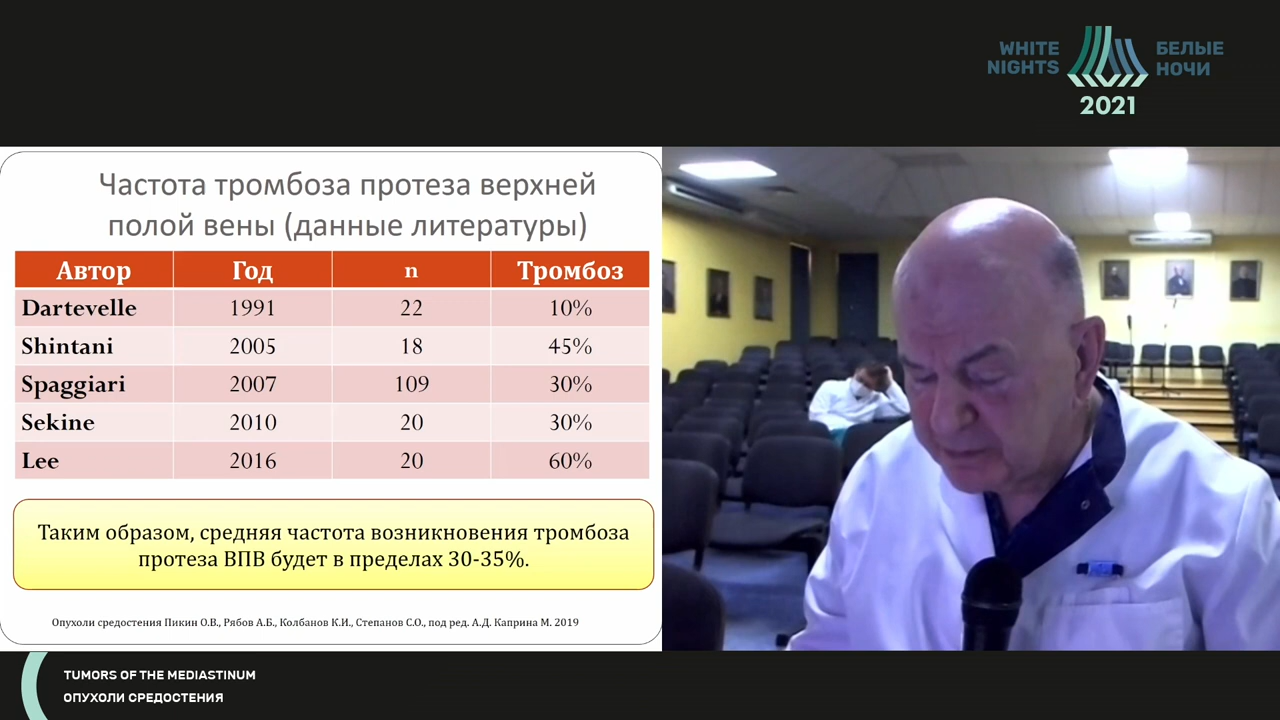 WHITE
NIGHTS
БЕЛЫЕ
НОЧИ
2021
Частота тромбоза протеза верхней
полой вены (данные литературы)
Автор Год n Тромбоз
Dartevelle 1991 22 10%
Shintani 2005 18 45%
Spaggiari 2007 109 30%
Sekine 2010 20 30%
Lee 2016 20 60%
Таким образом, средняя частота возникновения тромбоза
протеза ВПВ будет в пределах 30-35%.
Опухоли средостения Пикин О.В., Рябов А.Б., Колбанов К.И., Степанов С.О., под ред. А.Д. Каприна М. 2019
TUMORS OF THE MEDIASTINUM
ОПУХОЛИ СРЕДОСТЕНИЯ